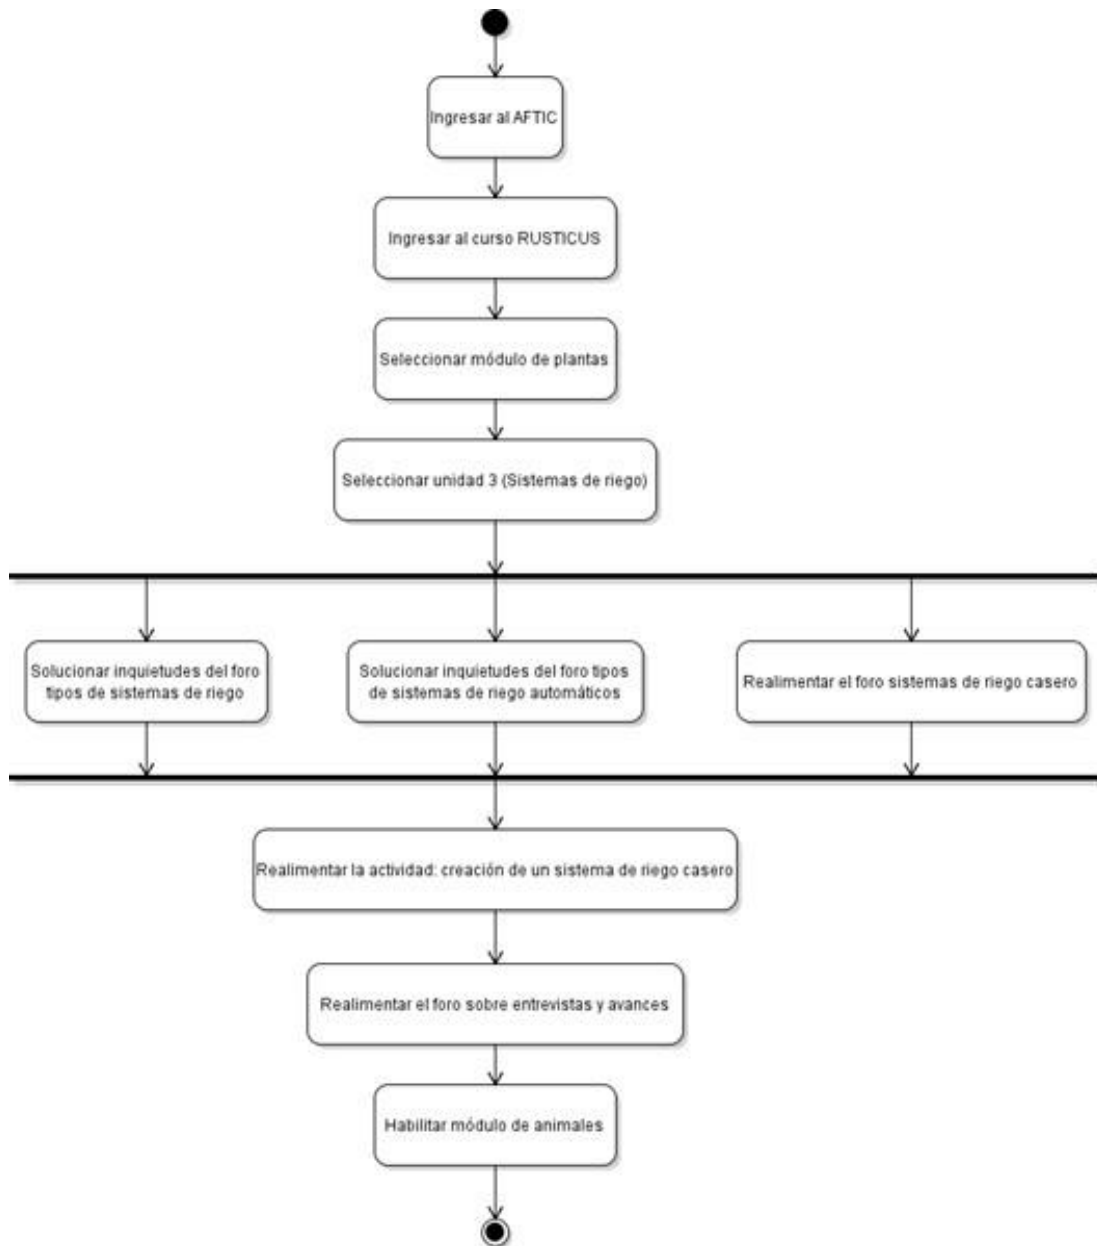 Ingresar al AFTIC
Ingresar al curso RUSTICUS
Seleccionar módulo de plantas
Seleccionar unidad 3 (Sistemas de riego)
Solucionar inquietudes del foro
tipos de sistemas de riego
Solucionar inquietudes del foro tipos
de sistemas de riego automáticos
Realimentar el foro sistemas de riego casero
Realimentar la actividad: creación de un sistema de riego casero
Realimentar el foro sobre entrevistas y avances
Habilitar módulo de animales